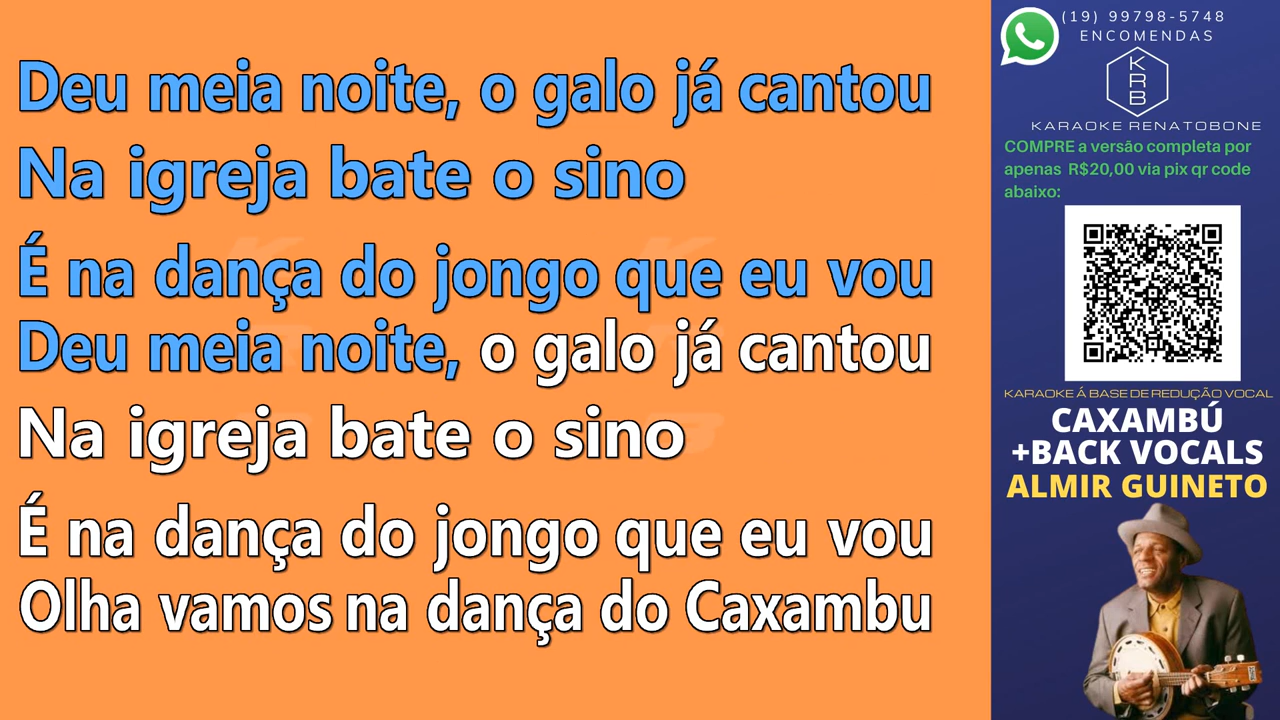 Deu meia noite, o galo já cantou
Na igreja bate o sino
É na dança do jongo que eu vou
Deu meia noite, o galo já cantou
Na igreja bate o sino
É na dança do jongo que eu vou
Olha vamos na dança do Caxambu
(19) 99798-5748
ENCOMENDAS
K
R
B
KARAOKE RENATOBONE
COMPRE a versão completa por
apenas R$20,00 via pix qr code
abaixo:
KARAOKE Á BASE DE REDUÇÃO VOCAL
CAXAMBÚ
+BACK VOCALS
ALMIR GUINETO